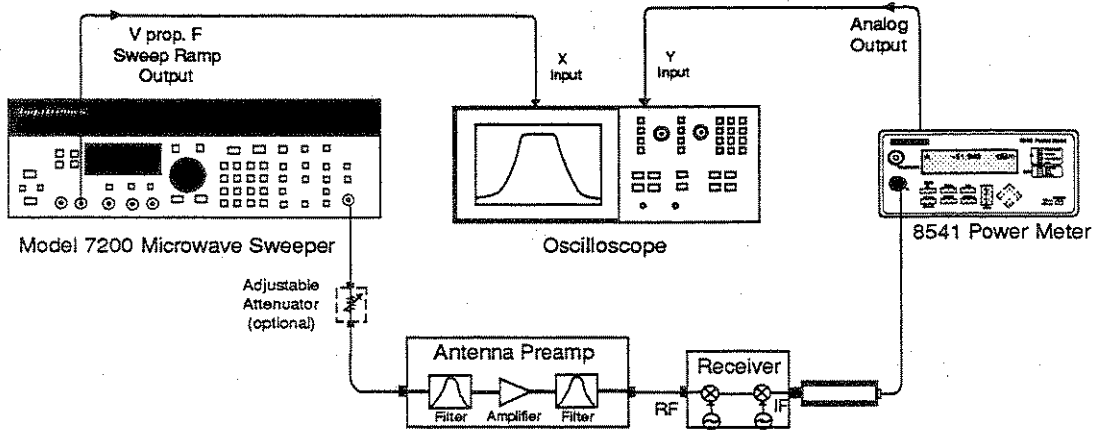 V prop. F
Sweep Ramp
Output
X
Input
Y
Input
Analog
Output
Model 7200 Microwave Sweeper
Oscilloscope
8541 Power Meter
Adjustable
Attenuator
(optional)
Antenna Preamp
Filter
Amplifier
Filter
RF
Receiver
IF